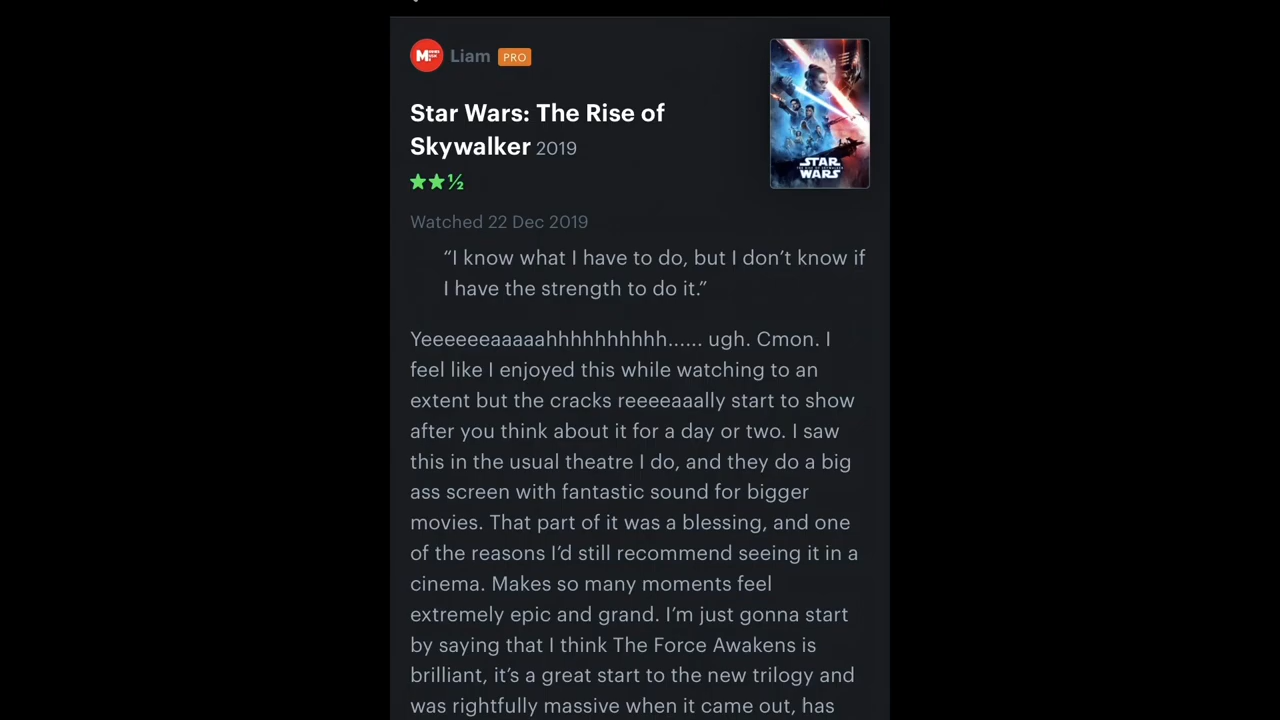 Liam PRO
Star Wars: The Rise of
Skywalker 2019
★★½
Watched 22 Dec 2019
“I know what I have to do, but I don’t know if
I have the strength to do it.”
Yeeeeeeaaaaahhhhhhhhhh...... ugh. Cmon. I
feel like I enjoyed this while watching to an
extent but the cracks reeeeaaally start to show
after you think about it for a day or two. I saw
this in the usual theatre I do, and they do a big
ass screen with fantastic sound for bigger
movies. That part of it was a blessing, and one
of the reasons I’d still recommend seeing it in a
cinema. Makes so many moments feel
extremely epic and grand. I’m just gonna start
by saying that I think The Force Awakens is
brilliant, it’s a great start to the new trilogy and
was rightfully massive when it came out, has
STAR
WARS